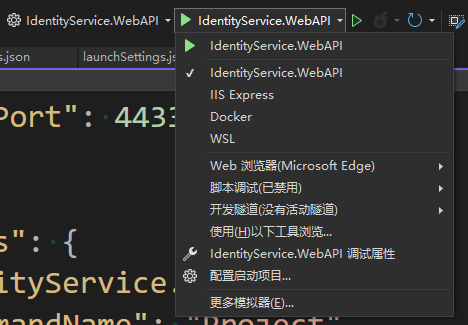 IdentityService.WebAPI
IdentityService.WebAPI
s.json
launchSettings.js
IdentityService.WebAPI
IdentityService.WebAPI
IIS Express
Docker
WSL
Web 浏览器(Microsoft Edge)
脚本调试(已禁用)
开发隧道(没有活动隧道)
使用(H)以下工具浏览...
IdentityService.WebAPI 调试属性
配置启动项目...
更多模拟器(E)...
Port": 4433
s": {
ityService.
mandName": "Project"